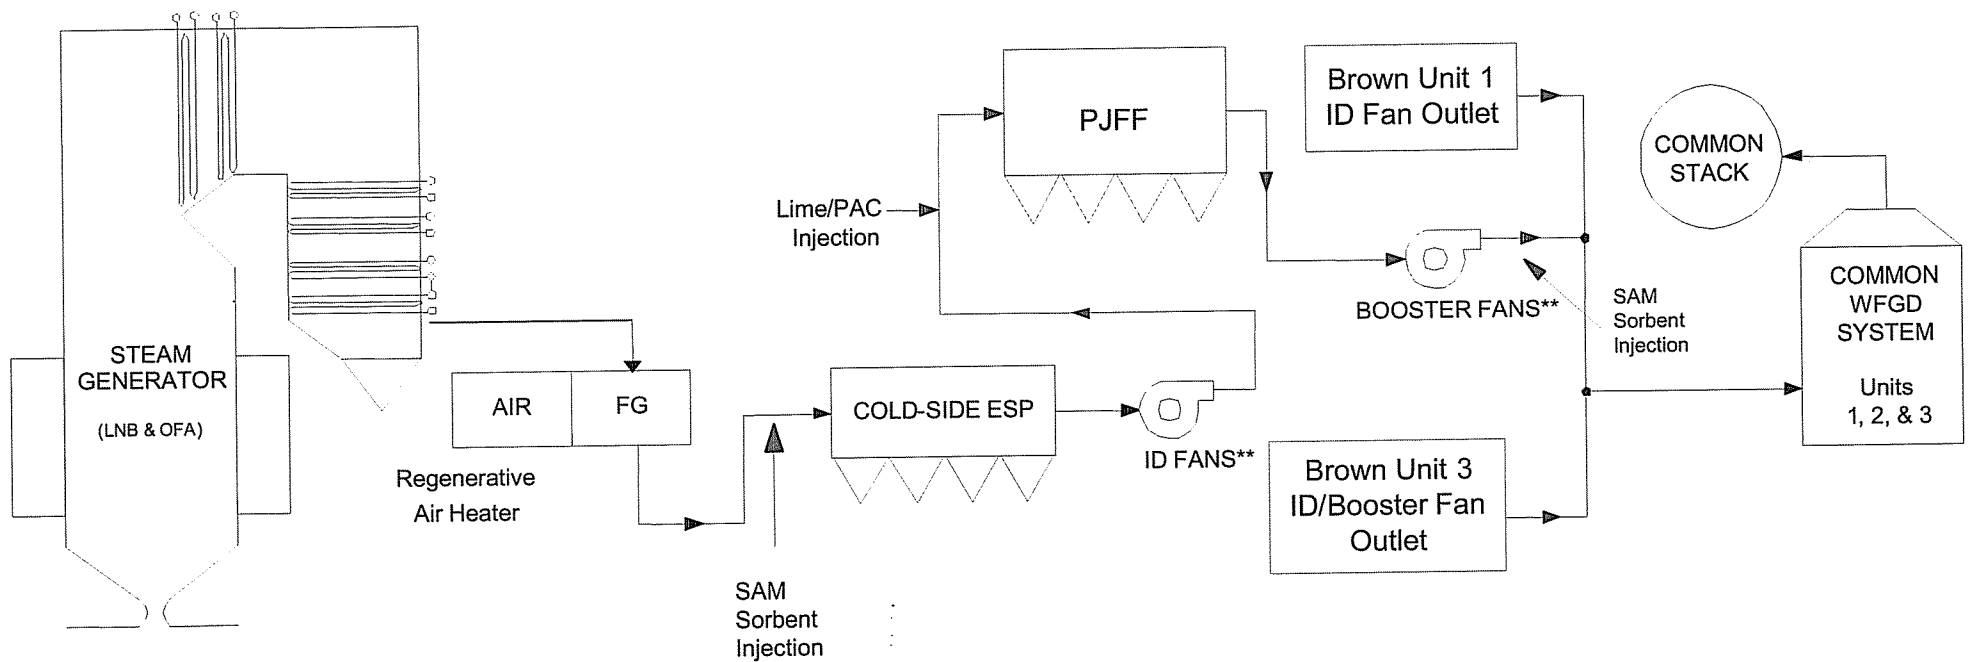 STEAM
GENERATOR
(LNB & OFA)
AIR
FG
Regenerative
Air Heater
SAM
Sorbent
Injection
COLD-SIDE ESP
ID FANS**
Lime/PAC
Injection
PJFF
BOOSTER FANS**
SAM
Sorbent
Injection
Brown Unit 1
ID Fan Outlet
Brown Unit 3
ID/Booster Fan
Outlet
COMMON
STACK
COMMON
WFGD
SYSTEM
Units
1, 2, & 3